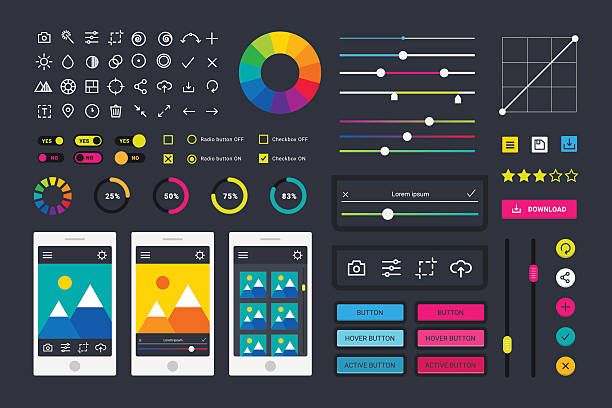 YES
YES
YES
Radio button OFF
Checkbox OFF
NO
NO
NO
Radio button ON
Checkbox ON
25%
50%
75%
83%
Lorem ipsum
DOWNLOAD
Lorem ipsum
BUTTON
BUTTON
HOVER BUTTON
HOVER BUTTON
ACTIVE BUTTON
ACTIVE BUTTON